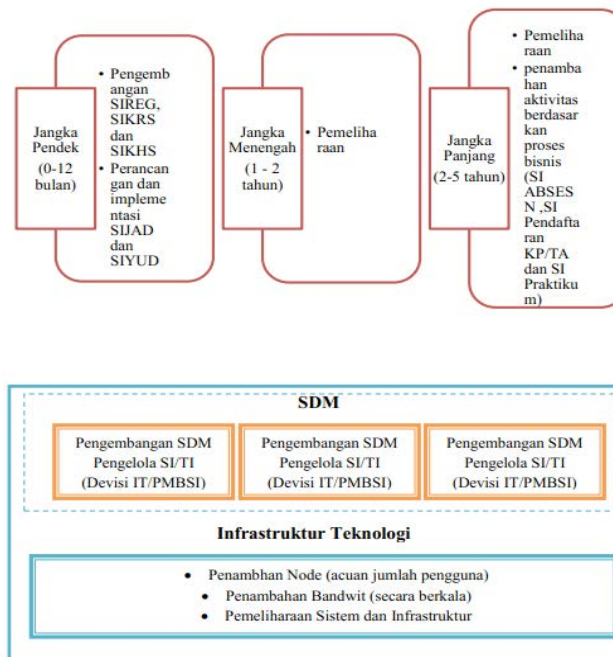 Jangka
Pendek
(0-12
bulan)
• Pengemb
angan
SIREG,
SIKRS
dan
SIKHS
• Perancan
gan dan
impleme
ntasi
SIJAD
dan
SIYUD
Jangka
Menengah
(1 - 2
tahun)
• Pemeliha
raan
Jangka
Panjang
(2-5 tahun)
• Pemeliha
raan
• penamba
han
aktivitas
berdasar
kan
proses
bisnis
(SI
ABSES
N ,SI
Pendafta
ran
KP/TA
dan SI
Praktiku
m)
SDM
Pengembangan SDM
Pengelola SI/TI
(Devisi IT/PMBSI)
Pengembangan SDM
Pengelola SI/TI
(Devisi IT/PMBSI)
Pengembangan SDM
Pengelola SI/TI
(Devisi IT/PMBSI)
Infrastruktur Teknologi
• Penambhan Node (acuan jumlah pengguna)
• Penambahan Bandwit (secara berkala)
• Pemeliharaan Sistem dan Infrastruktur